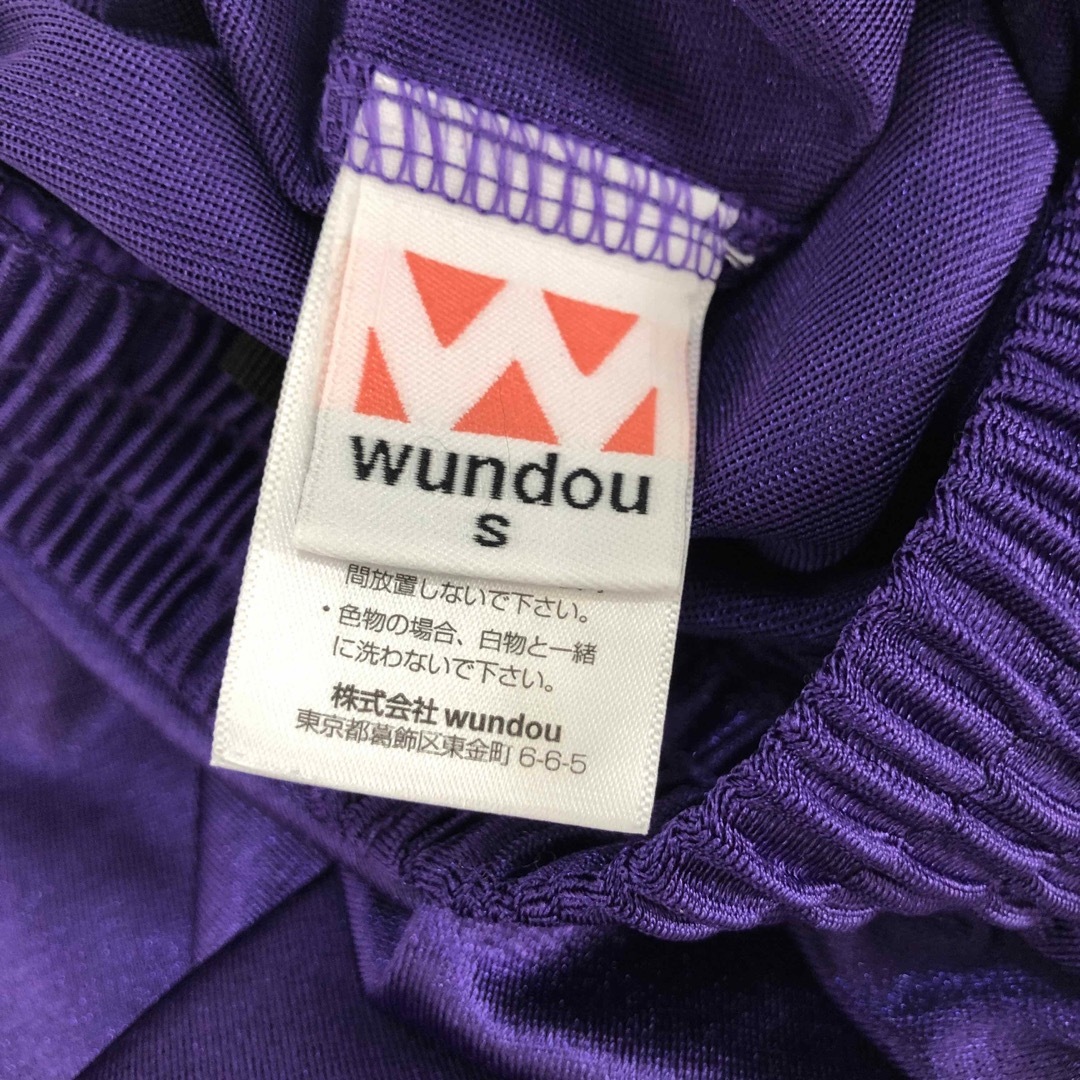 wundou
S
間放置しないで下さい。
・色物の場合、白物と一緒
に洗わないで下さい。
株式会社 wundou
東京都葛飾区東金町 6-6-5